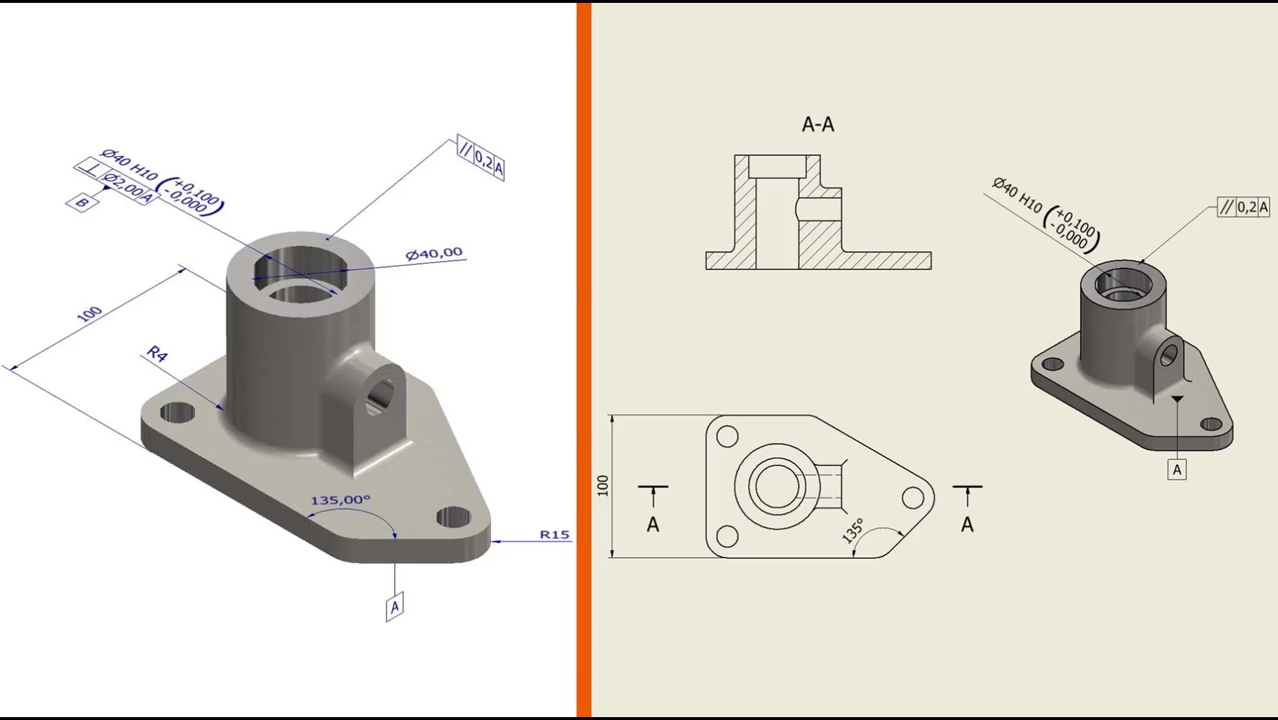 Ø40 H10 (+0,100 -0,000)
⊥ Ø2,00 A
B
// 0,2 A
Ø40,00
100
R4
135,00°
R15
A
A-A
Ø40 H10 (+0,100 -0,000)
// 0,2 A
A
100
A
A
135°